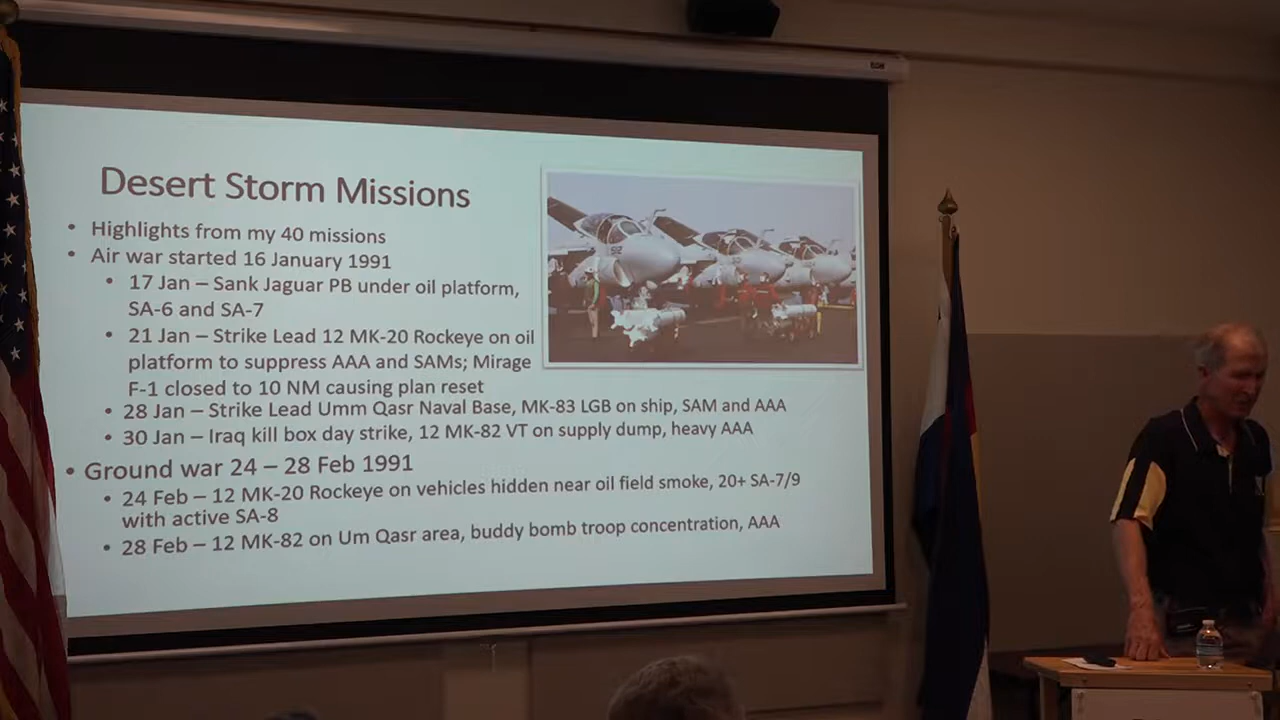 Desert Storm Missions
• Highlights from my 40 missions
• Air war started 16 January 1991
• 17 Jan – Sank Jaguar PB under oil platform,
SA-6 and SA-7
• 21 Jan – Strike Lead 12 MK-20 Rockeye on oil
platform to suppress AAA and SAMs; Mirage
F-1 closed to 10 NM causing plan reset
• 28 Jan – Strike Lead Umm Qasr Naval Base, MK-83 LGB on ship, SAM and AAA
• 30 Jan – Iraq kill box day strike, 12 MK-82 VT on supply dump, heavy AAA
• Ground war 24 – 28 Feb 1991
• 24 Feb – 12 MK-20 Rockeye on vehicles hidden near oil field smoke, 20+ SA-7/9
with active SA-8
• 28 Feb – 12 MK-82 on Um Qasr area, buddy bomb troop concentration, AAA